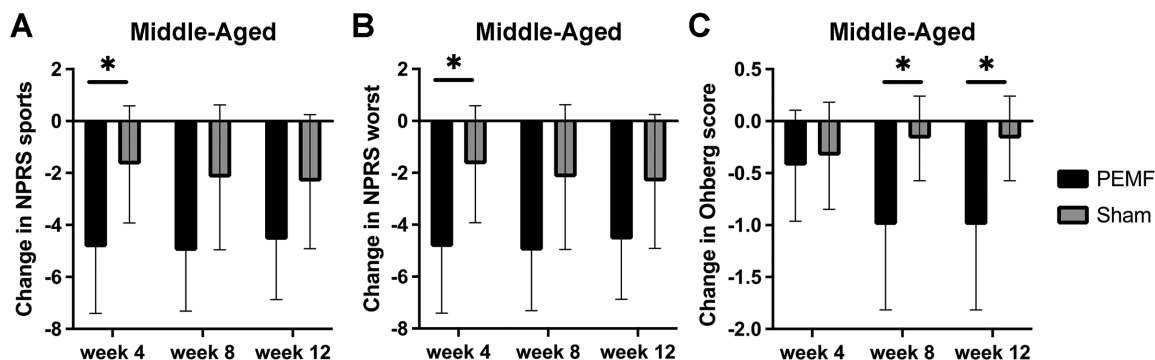 A
Middle-Aged
Change in NPRS sports
2
0
-2
-4
-6
-8
*
week 4
week 8
week 12
B
Middle-Aged
Change in NPRS worst
2
0
-2
-4
-6
-8
*
week 4
week 8
week 12
C
Middle-Aged
Change in Ohberg score
0.5
0.0
-0.5
-1.0
-1.5
-2.0
*
*
week 4
week 8
week 12
PEMF
Sham